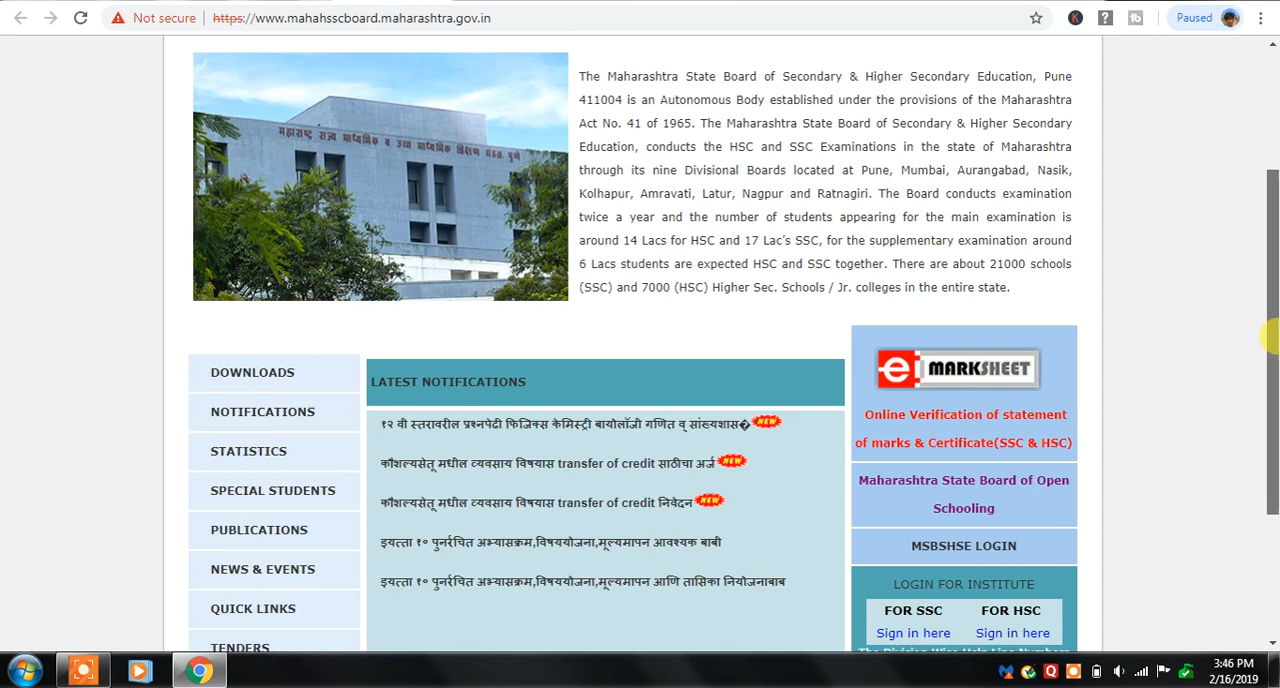 Not secure
https://www.mahahsscboard.maharashtra.gov.in
Paused
महाराष्ट्र राज्य माध्यमिक व उच्च माध्यमिक शिक्षण मंडळ, पुणे
The Maharashtra State Board of Secondary & Higher Secondary Education, Pune
411004 is an Autonomous Body established under the provisions of the Maharashtra
Act No. 41 of 1965. The Maharashtra State Board of Secondary & Higher Secondary
Education, conducts the HSC and SSC Examinations in the state of Maharashtra
through its nine Divisional Boards located at Pune, Mumbai, Aurangabad, Nasik,
Kolhapur, Amravati, Latur, Nagpur and Ratnagiri. The Board conducts examination
twice a year and the number of students appearing for the main examination is
around 14 Lacs for HSC and 17 Lac’s SSC, for the supplementary examination around
6 Lacs students are expected HSC and SSC together. There are about 21000 schools
(SSC) and 7000 (HSC) Higher Sec. Schools / Jr. colleges in the entire state.
DOWNLOADS
NOTIFICATIONS
STATISTICS
SPECIAL STUDENTS
PUBLICATIONS
NEWS & EVENTS
QUICK LINKS
TENDERS
LATEST NOTIFICATIONS
१२ वी स्तरावरील प्रश्नपेढी फिजिक्स केमिस्ट्री बायोलॉजी गणित व् सांख्यशास� NEW
कौशल्यसेतू मधील व्यवसाय विषयास transfer of credit साठीचा अर्ज NEW
कौशल्यसेतू मधील व्यवसाय विषयास transfer of credit निवेदन NEW
इयत्ता १० पुनर्रचित अभ्यासक्रम,विषययोजना,मूल्यमापन आवश्यक बाबी
इयत्ता १० पुनर्रचित अभ्यासक्रम,विषययोजना,मूल्यमापन आणि तासिका नियोजनाबाब
e MARKSHEET
Online Verification of statement
of marks & Certificate(SSC & HSC)
Maharashtra State Board of Open
Schooling
MSBSHSE LOGIN
LOGIN FOR INSTITUTE
FOR SSC FOR HSC
Sign in here Sign in here
The Division Wise Help Line Numbers
3:46 PM
2/16/2019